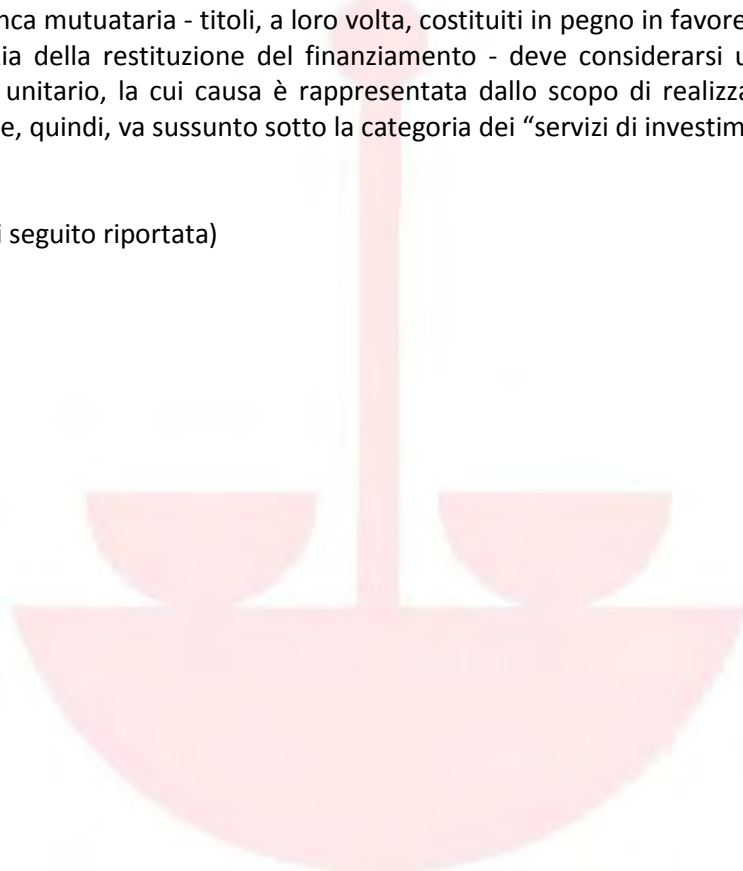 nca mutuataria - titoli, a loro volta, costituiti in pegno in favore
ia della restituzione del finanziamento - deve considerarsi u
unitario, la cui causa è rappresentata dallo scopo di realizza
e, quindi, va sussunto sotto la categoria dei “servizi di investim
i seguito riportata)